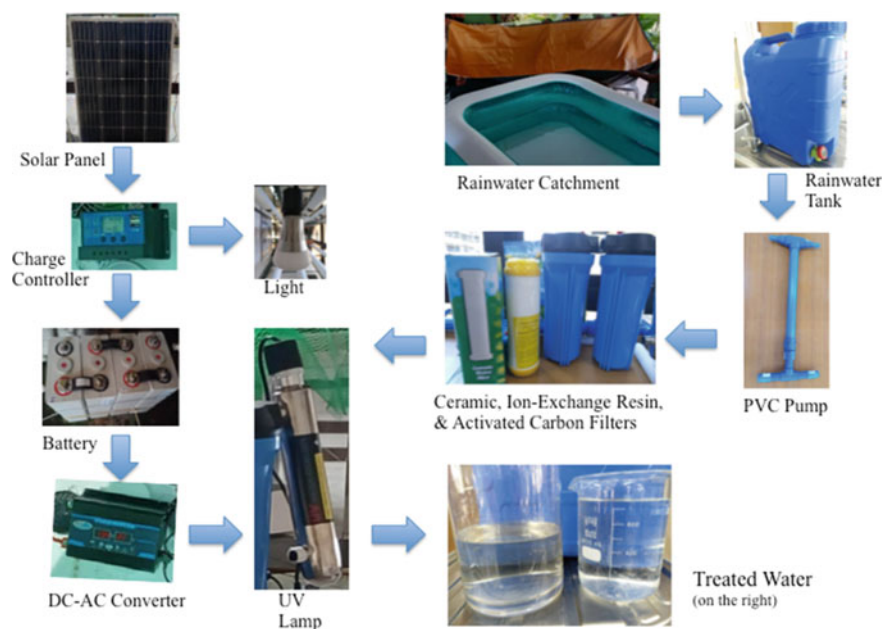 Solar Panel
Rainwater Catchment
Rainwater
Tank
Charge
Controller
Light
Battery
Ceramic, Ion-Exchange Resin,
& Activated Carbon Filters
PVC Pump
DC-AC Converter
UV
Lamp
Treated Water
(on the right)